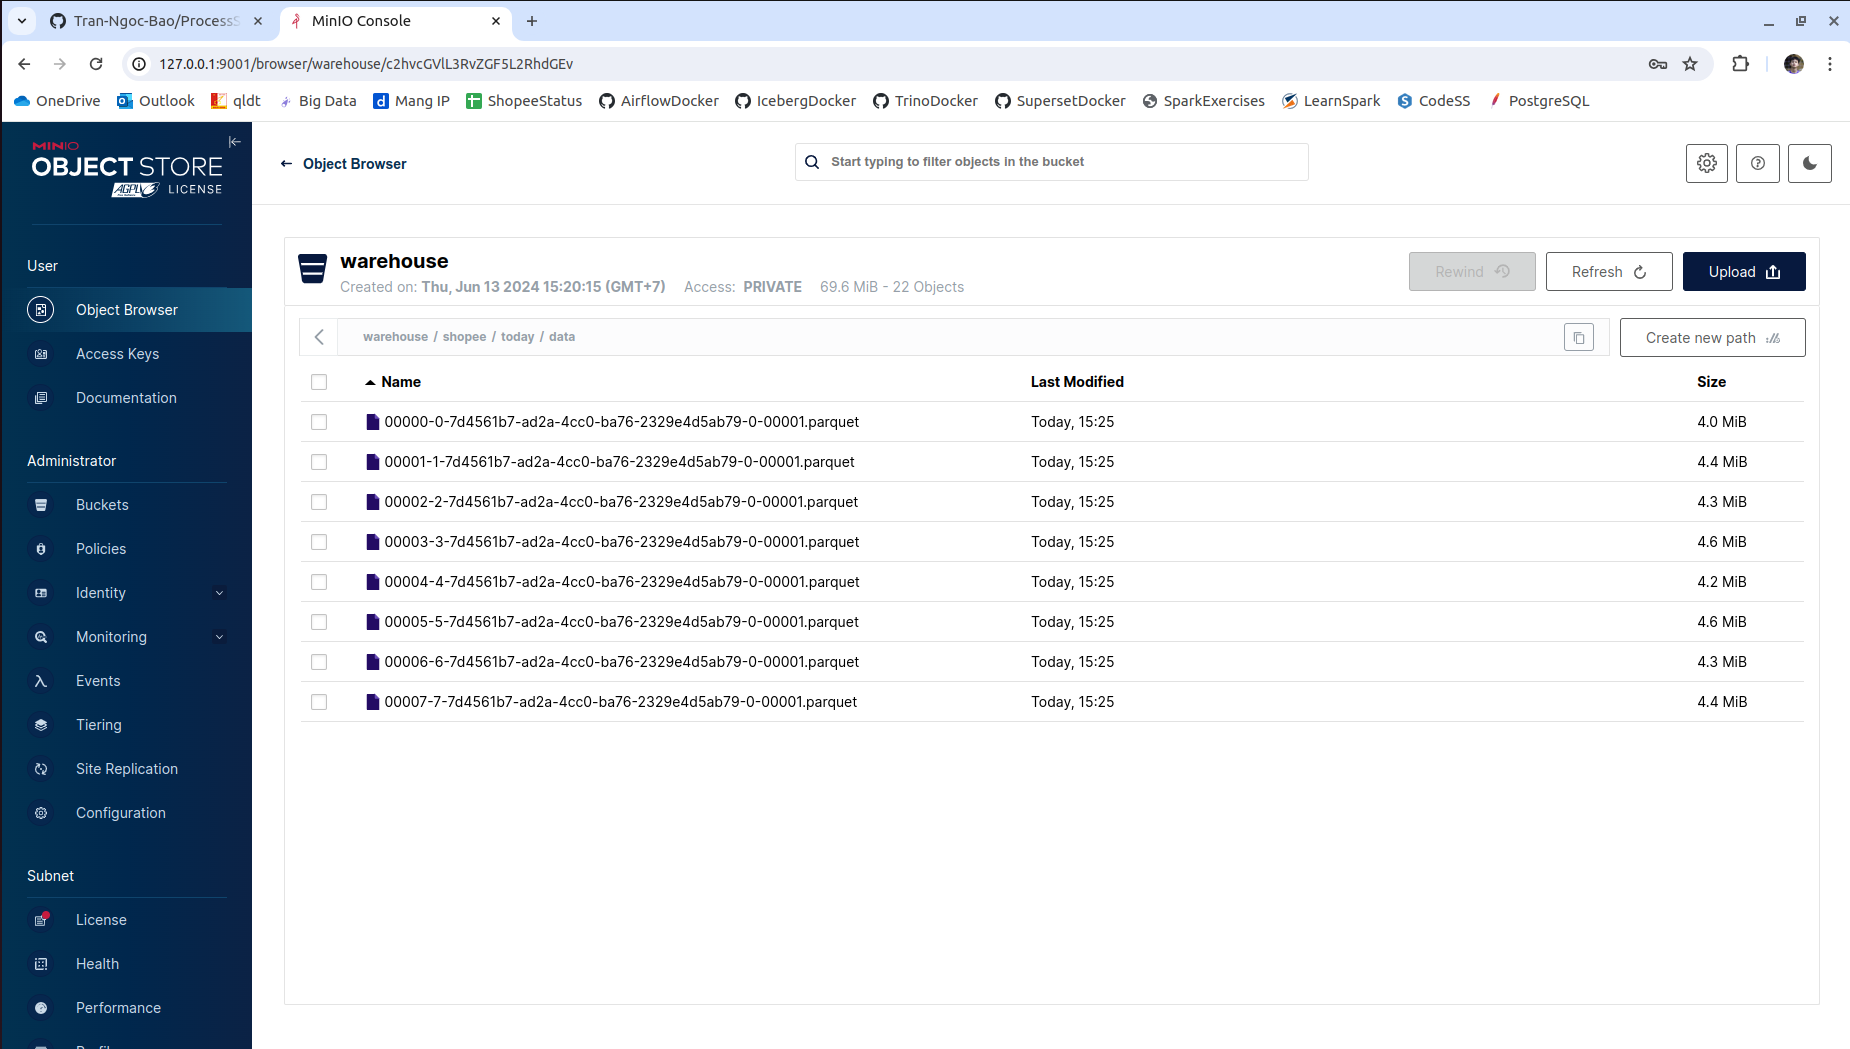 Tran-Ngoc-Bao/ProcessS
MinIO Console
127.0.0.1:9001/browser/warehouse/c2hvcGVlL3RvZGF5L2RhdGEv
OneDrive Outlook qldt Big Data Mang IP ShopeeStatus AirflowDocker IcebergDocker TrinoDocker SupersetDocker SparkExercises LearnSpark CodeSS PostgreSQL
MINIO
OBJECT STORE
AGPL LICENSE
User
Object Browser
Access Keys
Documentation
Administrator
Buckets
Policies
Identity
Monitoring
Events
Tiering
Site Replication
Configuration
Subnet
License
Health
Performance
Object Browser
Start typing to filter objects in the bucket
warehouse
Created on: Thu, Jun 13 2024 15:20:15 (GMT+7) Access: PRIVATE 69.6 MiB - 22 Objects
Rewind Refresh Upload
warehouse / shopee / today / data
Create new path
Name Last Modified Size
00000-0-7d4561b7-ad2a-4cc0-ba76-2329e4d5ab79-0-00001.parquet Today, 15:25 4.0 MiB
00001-1-7d4561b7-ad2a-4cc0-ba76-2329e4d5ab79-0-00001.parquet Today, 15:25 4.4 MiB
00002-2-7d4561b7-ad2a-4cc0-ba76-2329e4d5ab79-0-00001.parquet Today, 15:25 4.3 MiB
00003-3-7d4561b7-ad2a-4cc0-ba76-2329e4d5ab79-0-00001.parquet Today, 15:25 4.6 MiB
00004-4-7d4561b7-ad2a-4cc0-ba76-2329e4d5ab79-0-00001.parquet Today, 15:25 4.2 MiB
00005-5-7d4561b7-ad2a-4cc0-ba76-2329e4d5ab79-0-00001.parquet Today, 15:25 4.6 MiB
00006-6-7d4561b7-ad2a-4cc0-ba76-2329e4d5ab79-0-00001.parquet Today, 15:25 4.3 MiB
00007-7-7d4561b7-ad2a-4cc0-ba76-2329e4d5ab79-0-00001.parquet Today, 15:25 4.4 MiB